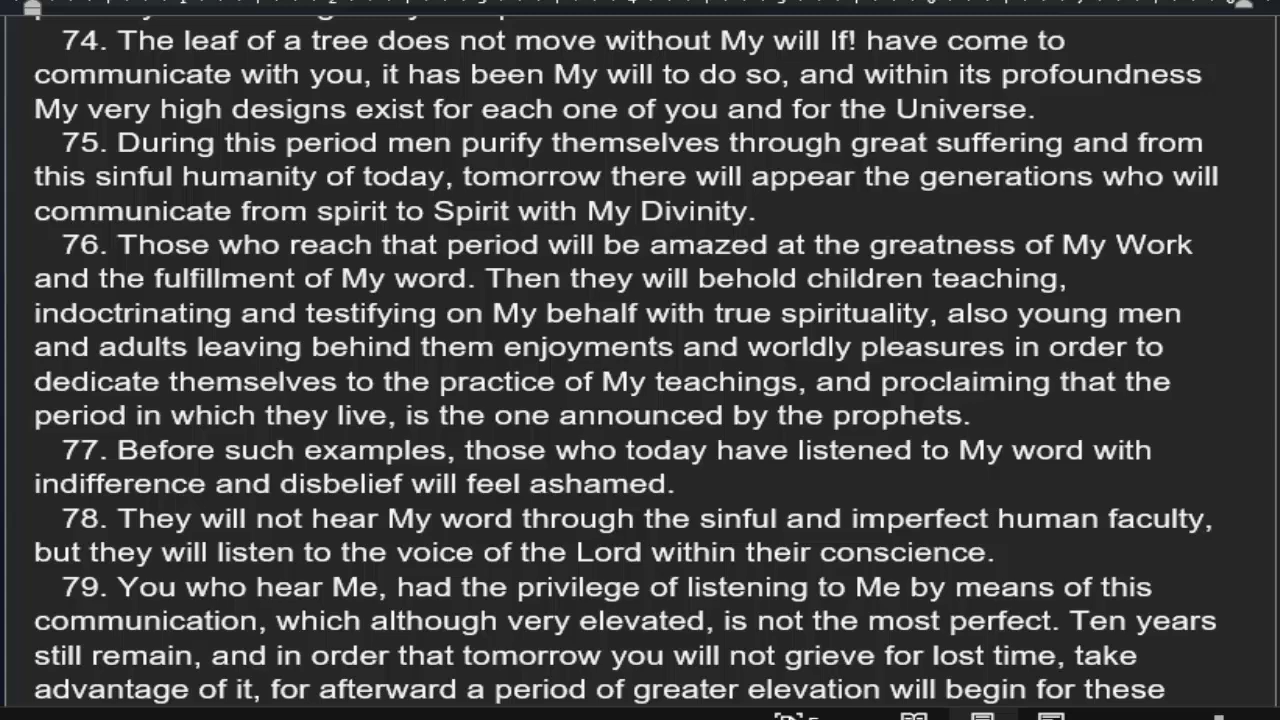 74. The leaf of a tree does not move without My will If! have come to
communicate with you, it has been My will to do so, and within its profoundness
My very high designs exist for each one of you and for the Universe.
75. During this period men purify themselves through great suffering and from
this sinful humanity of today, tomorrow there will appear the generations who will
communicate from spirit to Spirit with My Divinity.
76. Those who reach that period will be amazed at the greatness of My Work
and the fulfillment of My word. Then they will behold children teaching,
indoctrinating and testifying on My behalf with true spirituality, also young men
and adults leaving behind them enjoyments and worldly pleasures in order to
dedicate themselves to the practice of My teachings, and proclaiming that the
period in which they live, is the one announced by the prophets.
77. Before such examples, those who today have listened to My word with
indifference and disbelief will feel ashamed.
78. They will not hear My word through the sinful and imperfect human faculty,
but they will listen to the voice of the Lord within their conscience.
79. You who hear Me, had the privilege of listening to Me by means of this
communication, which although very elevated, is not the most perfect. Ten years
still remain, and in order that tomorrow you will not grieve for lost time, take
advantage of it, for afterward a period of greater elevation will begin for these